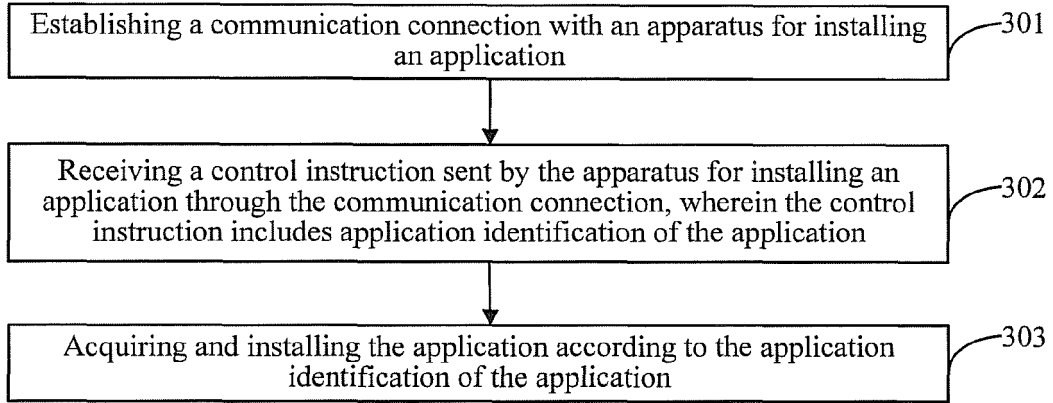 Establishing a communication connection with an apparatus for installing
an application
301
Receiving a control instruction sent by the apparatus for installing an
application through the communication connection, wherein the control
instruction includes application identification of the application
302
Acquiring and installing the application according to the application
identification of the application
303